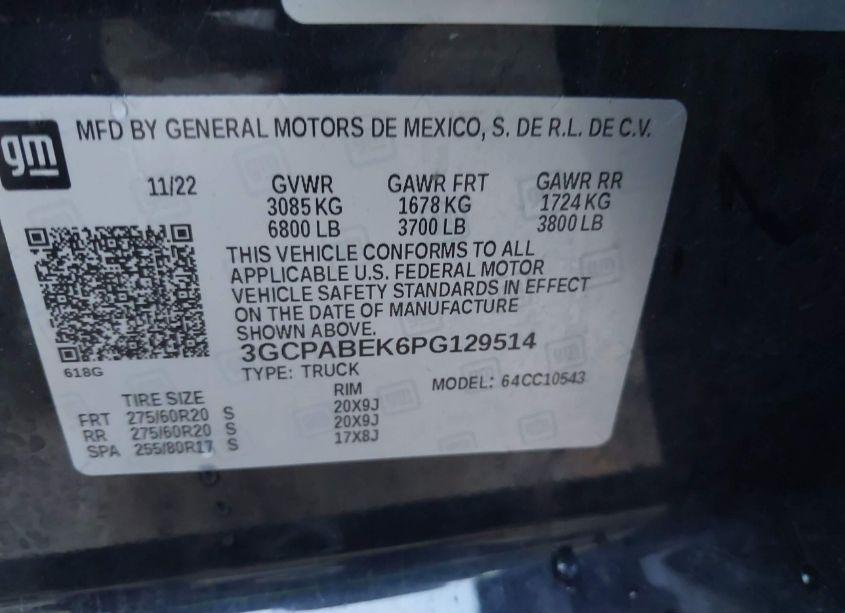 gm
MFD BY GENERAL MOTORS DE MEXICO, S. DE R.L. DE C.V.
11/22 GVWR GAWR FRT GAWR RR
3085 KG 1678 KG 1724 KG
6800 LB 3700 LB 3800 LB
THIS VEHICLE CONFORMS TO ALL
APPLICABLE U.S. FEDERAL MOTOR
VEHICLE SAFETY STANDARDS IN EFFECT
ON THE DATE OF MANUFACTURE
SHOWN ABOVE.
3GCPABEK6PG129514
618G
TYPE: TRUCK MODEL: 64CC10543
TIRE SIZE RIM
FRT 275/60R20 S 20X9J
RR 275/60R20 S 20X9J
SPA 255/80R17 S 17X8J